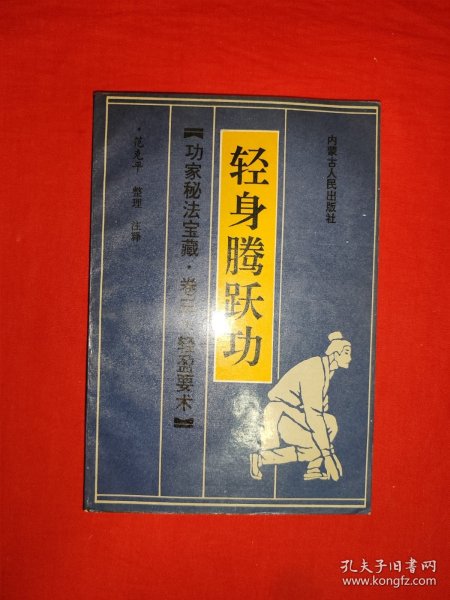 内蒙古人民出版社
轻身腾跃功
【功家秘法宝藏·卷三 轻盈要术】
·范克平 整理 注释
孔夫子旧书网
www.kongfz.com